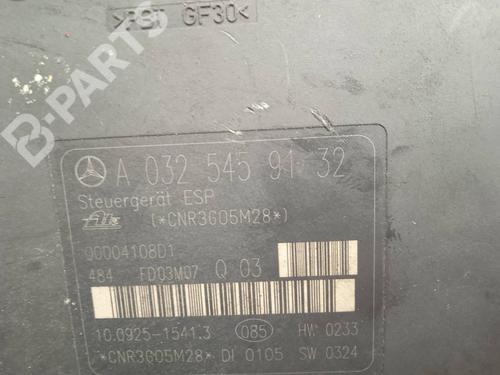 >PBT GF30<
B-PARTS
A 032 545 91 32
Steuergerät ESP
Ate (*CNR3G05M28*)
00004108D1
484 FD03M07 Q 03
10.0925-1541.3 085 HW 0233
*CNR3G05M28* DI 0105 SW 0324